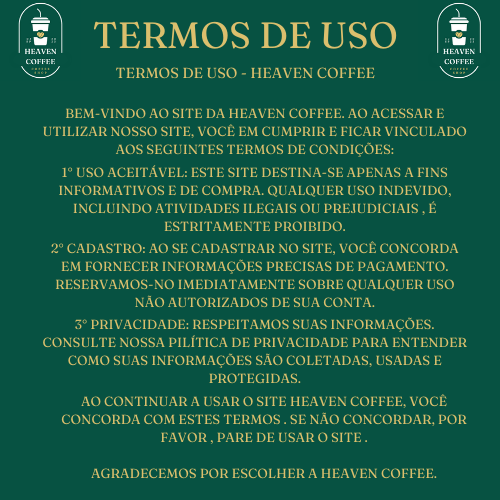 HEAVEN
COFFEE
COFFEE
SHOP
TERMOS DE USO
HEAVEN
COFFEE
COFFEE
SHOP
TERMOS DE USO - HEAVEN COFFEE
BEM-VINDO AO SITE DA HEAVEN COFFEE. AO ACESSAR E
UTILIZAR NOSSO SITE, VOCÊ EM CUMPRIR E FICAR VINCULADO
AOS SEGUINTES TERMOS DE CONDIÇÕES:
1º USO ACEITÁVEL: ESTE SITE DESTINA-SE APENAS A FINS
INFORMATIVOS E DE COMPRA. QUALQUER USO INDEVIDO,
INCLUINDO ATIVIDADES ILEGAIS OU PREJUDICIAIS , É
ESTRITAMENTE PROIBIDO.
2º CADASTRO: AO SE CADASTRAR NO SITE, VOCÊ CONCORDA
EM FORNECER INFORMAÇÕES PRECISAS DE PAGAMENTO.
RESERVAMOS-NO IMEDIATAMENTE SOBRE QUALQUER USO
NÃO AUTORIZADOS DE SUA CONTA.
3º PRIVACIDADE: RESPEITAMOS SUAS INFORMAÇÕES.
CONSULTE NOSSA PILÍTICA DE PRIVACIDADE PARA ENTENDER
COMO SUAS INFORMAÇÕES SÃO COLETADAS, USADAS E
PROTEGIDAS.
AO CONTINUAR A USAR O SITE HEAVEN COFFEE, VOCÊ
CONCORDA COM ESTES TERMOS . SE NÃO CONCORDAR, POR
FAVOR , PARE DE USAR O SITE .
AGRADECEMOS POR ESCOLHER A HEAVEN COFFEE.